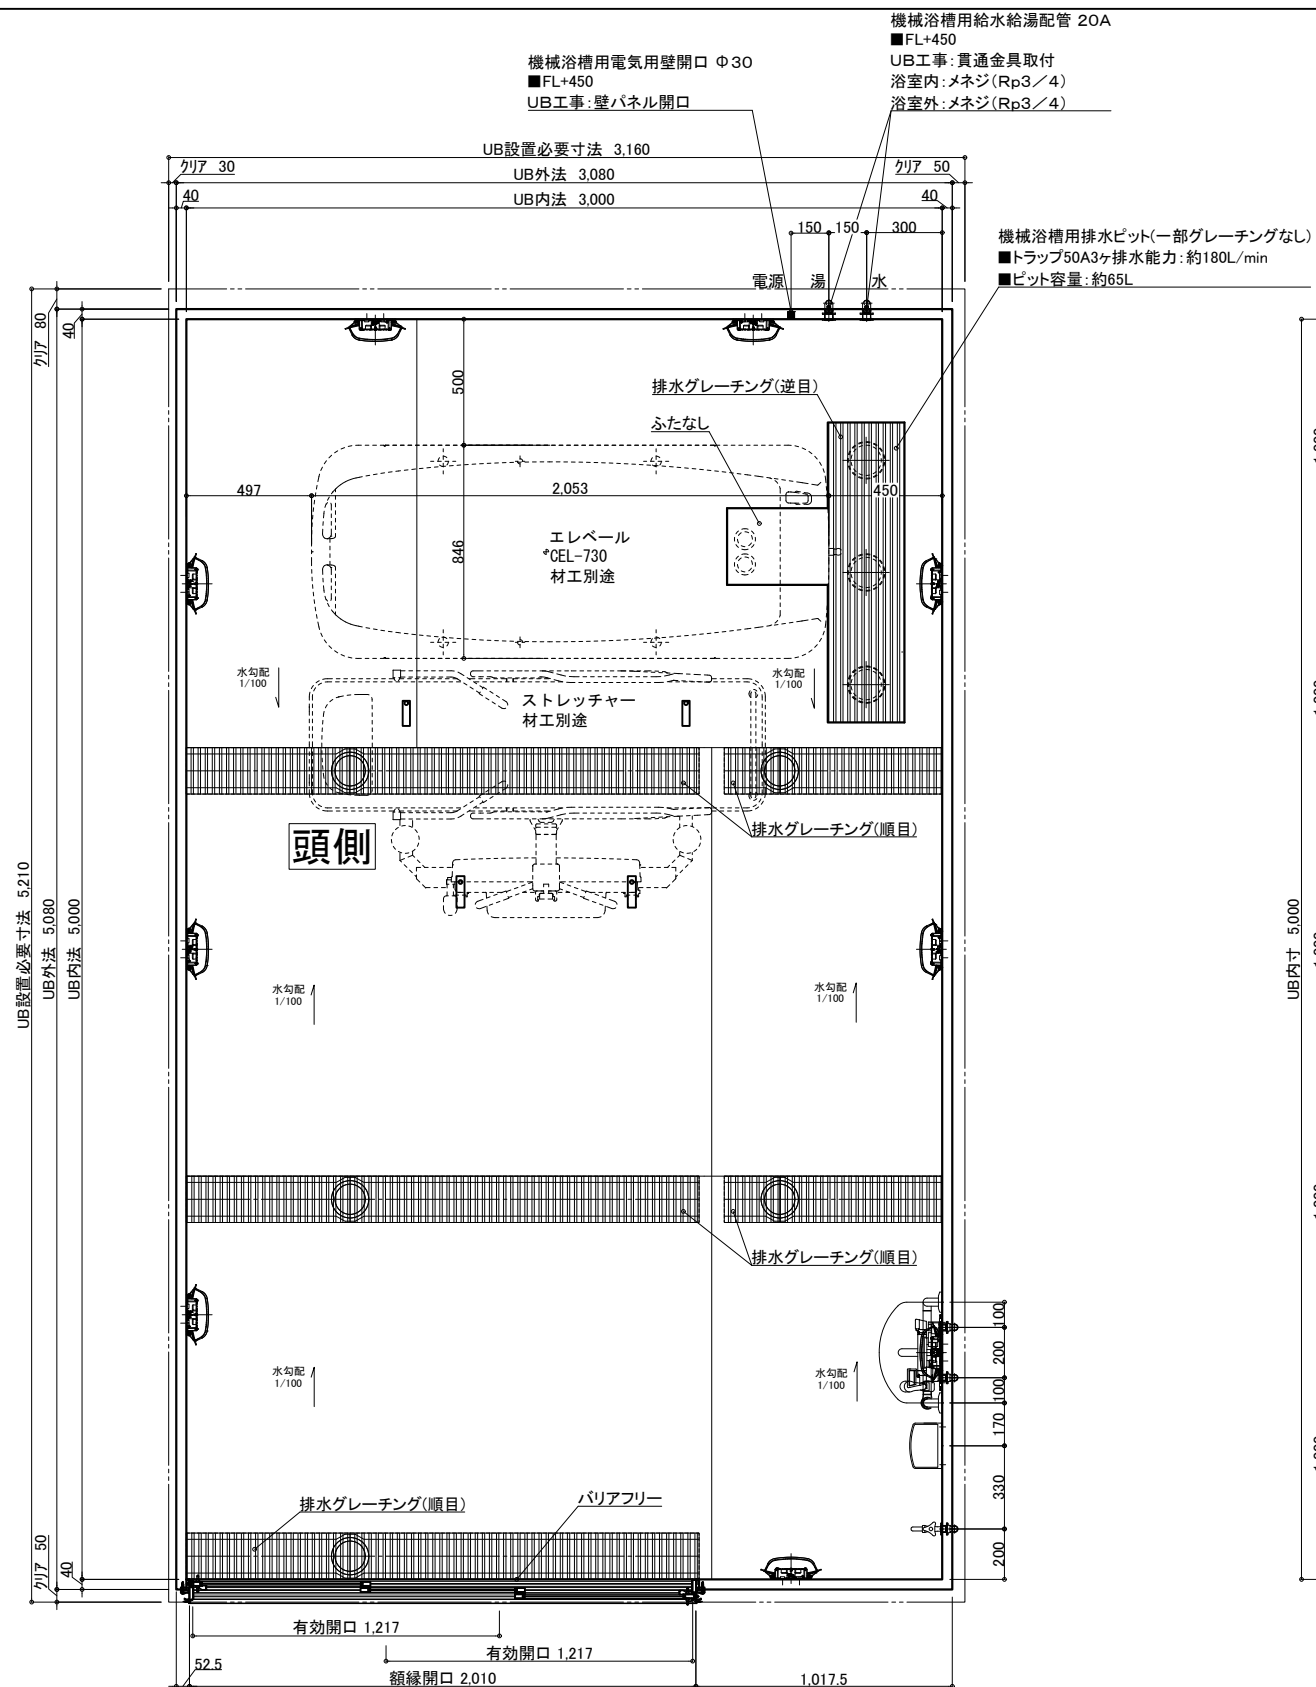 機械浴槽用給水給湯配管 20A
■FL+450
UB工事:貫通金具取付
浴室内:メネジ(Rp3/4)
浴室外:メネジ(Rp3/4)
機械浴槽用電気用壁開口 Φ30
■FL+450
UB工事:壁パネル開口
UB設置必要寸法 3,160
クリア 30
UB外法 3,080
クリア 50
40
UB内法 3,000
40
150
150
300
機械浴槽用排水ピット(一部グレーチングなし)
■トラップ50A3ヶ排水能力:約180L/min
■ピット容量:約65L
電源
湯
水
クリア 80
40
500
排水グレーチング(逆目)
ふたなし
497
2,053
450
846
エレベール
*CEL-730
材工別途
水勾配
1/100
水勾配
1/100
ストレッチャー
材工別途
排水グレーチング(順目)
頭側
UB設置必要寸法 5,210
UB外法 5,080
UB内法 5,000
UB内寸 5,000
水勾配
1/100
水勾配
1/100
排水グレーチング(順目)
100
200
100
170
330
200
水勾配
1/100
水勾配
1/100
排水グレーチング(順目)
バリアフリー
クリア 50
40
有効開口 1,217
有効開口 1,217
52.5
額縁開口 2,010
1,017.5